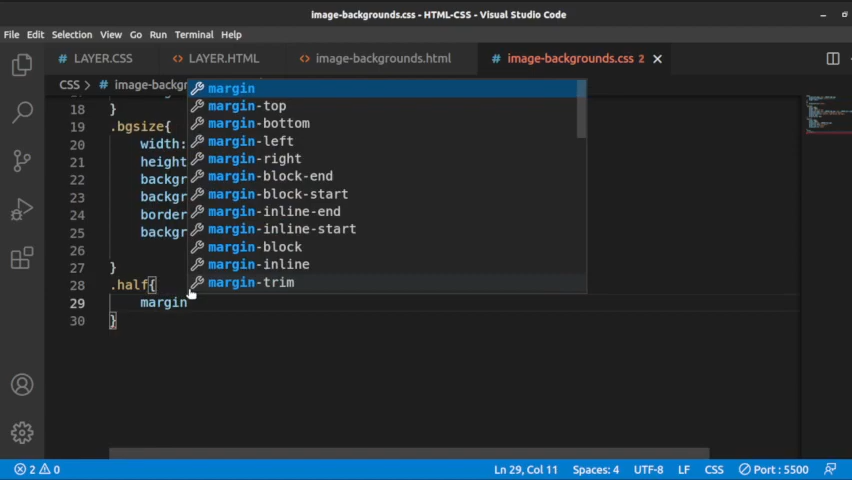 image-backgrounds.css - HTML-CSS - Visual Studio Code
File Edit Selection View Go Run Terminal Help
# LAYER.CSS <> LAYER.HTML <> image-backgrounds.html # image-backgrounds.css 2
CSS > # image-backgr
margin
18 }
margin-top
19 .bgsize{
margin-bottom
20 width:
margin-left
21 height
margin-right
22 backgr
margin-block-end
23 backgr
margin-block-start
24 border
margin-inline-end
25 backgr
margin-inline-start
26
margin-block
27 }
margin-inline
28 .half{
margin-trim
29 margin
30 }
2 0 Ln 29, Col 11 Spaces: 4 UTF-8 LF CSS Port : 5500